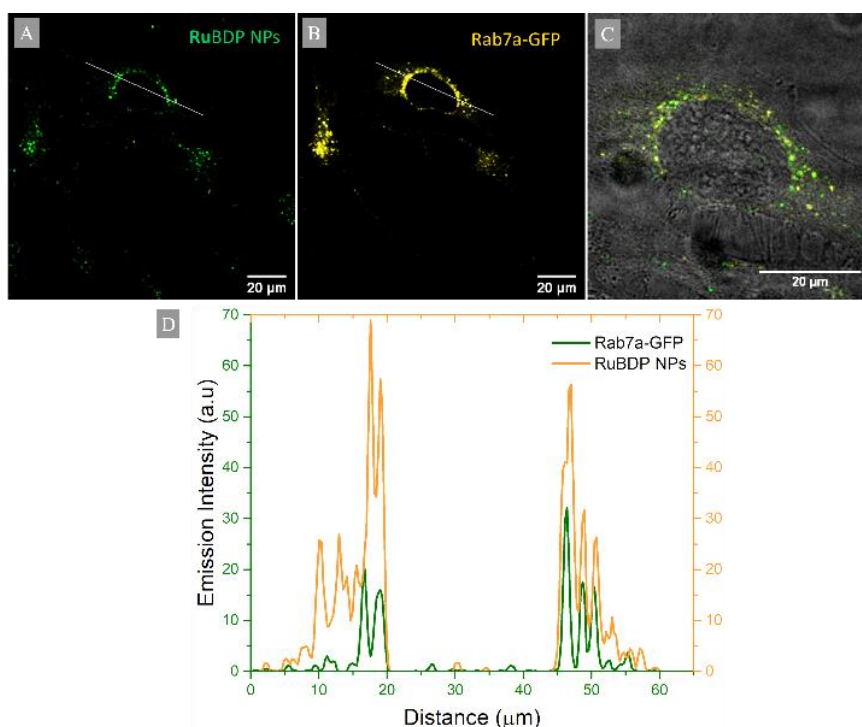 A
RuBDP NPs
20 µm
B
Rab7a-GFP
20 µm
C
20 µm
D
Emission Intensity (a.u)
70
60
50
40
30
20
10
0
Rab7a-GFP
RuBDP NPs
70
60
50
40
30
20
10
0
0 10 20 30 40 50 60
Distance (µm)